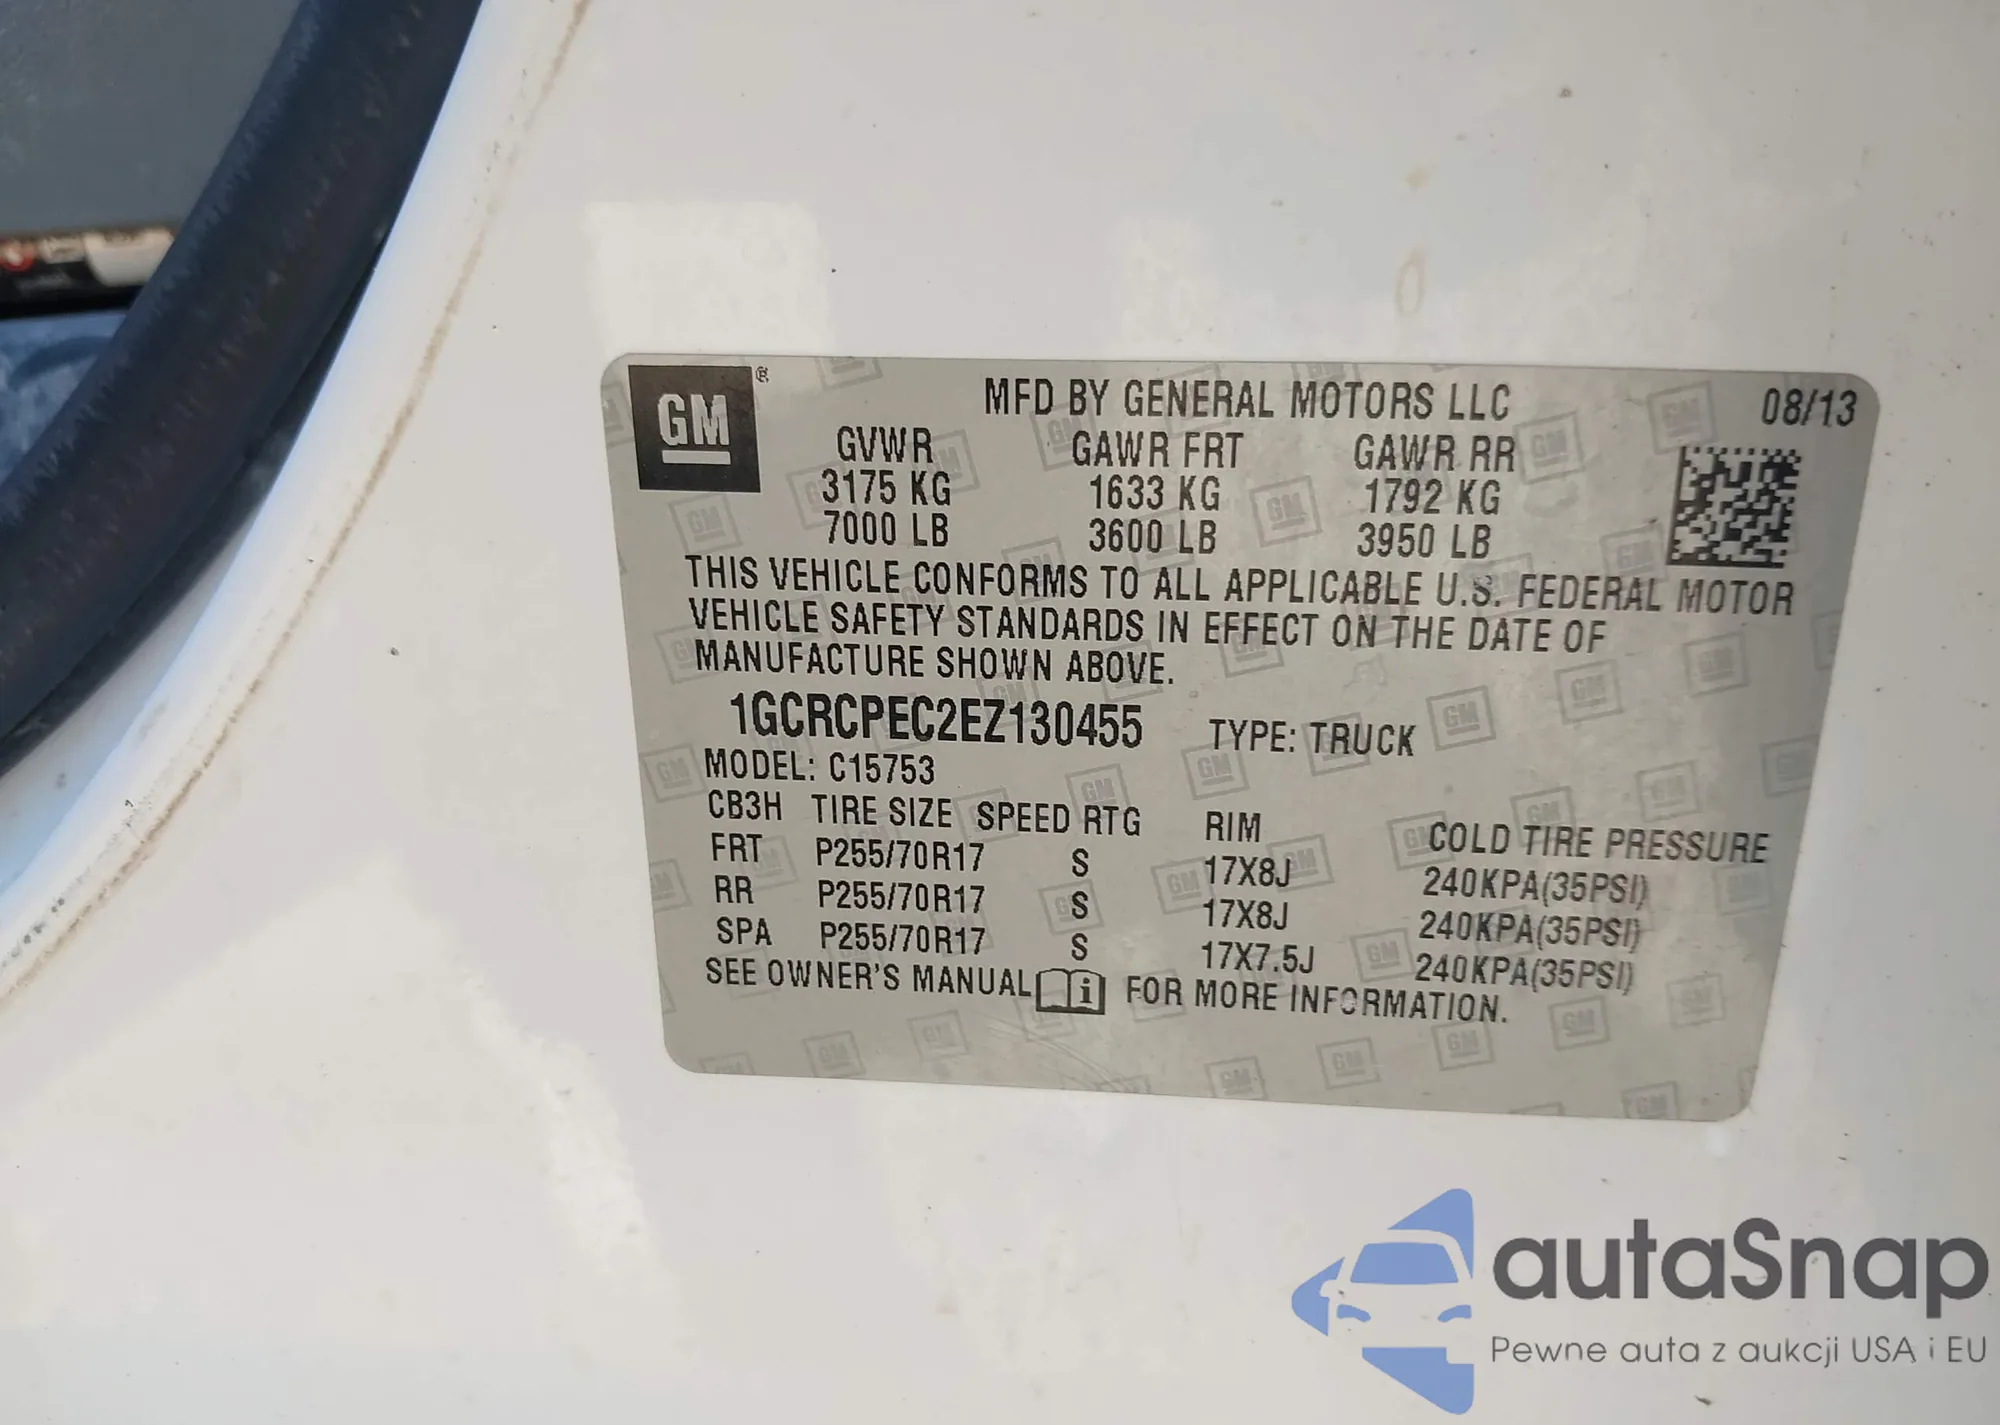 GM ®
MFD BY GENERAL MOTORS LLC 08/13
GVWR GAWR FRT GAWR RR
3175 KG 1633 KG 1792 KG
7000 LB 3600 LB 3950 LB
THIS VEHICLE CONFORMS TO ALL APPLICABLE U.S. FEDERAL MOTOR
VEHICLE SAFETY STANDARDS IN EFFECT ON THE DATE OF
MANUFACTURE SHOWN ABOVE.
1GCRCPEC2EZ130455 TYPE: TRUCK
MODEL: C15753
CB3H TIRE SIZE SPEED RTG RIM COLD TIRE PRESSURE
FRT P255/70R17 S 17X8J 240KPA(35PSI)
RR P255/70R17 S 17X8J 240KPA(35PSI)
SPA P255/70R17 S 17X7.5J 240KPA(35PSI)
SEE OWNER'S MANUAL i FOR MORE INFORMATION.
autaSnap
Pewne auta z aukcji USA i EU